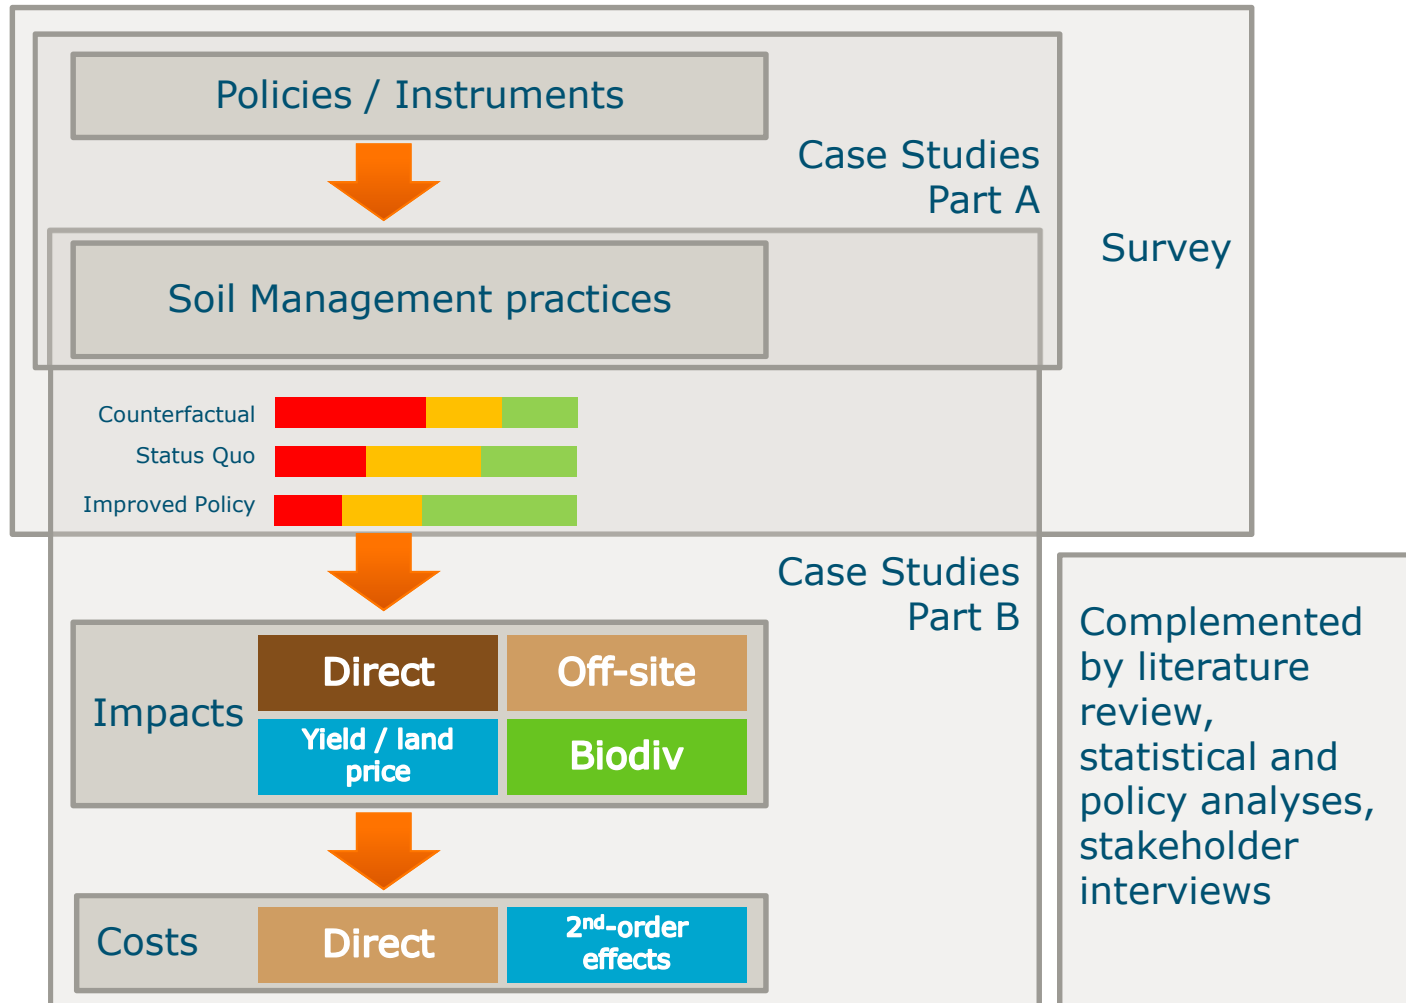 Policies / Instruments
Case Studies
Part A
Survey
Soil Management practices
Counterfactual
Status Quo
Improved Policy
Case Studies
Part B
Impacts
Direct
Off-site
Yield / land
price
Biodiv
Costs
Direct
2nd-order
effects
Complemented
by literature
review,
statistical and
policy analyses,
stakeholder
interviews